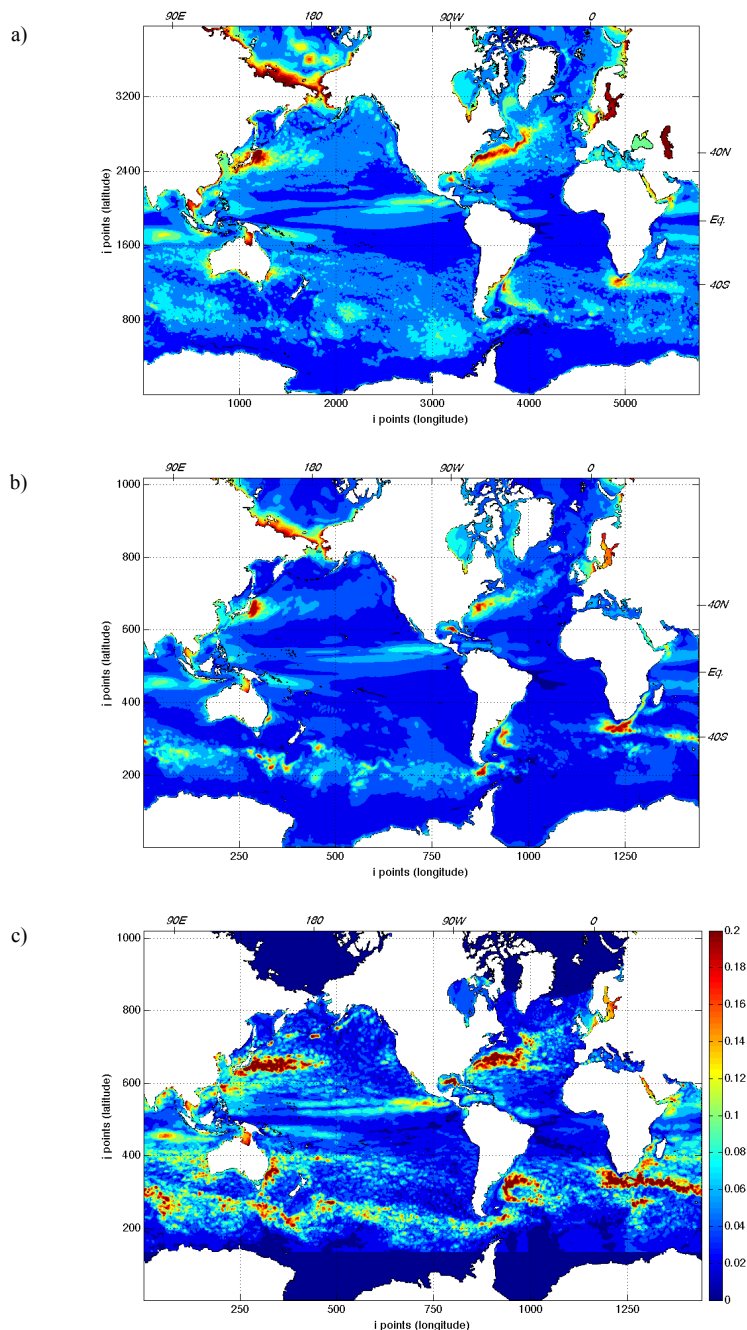 a)
90E 180 90W 0
3200
2400
1600
800
i points (latitude)
40N
Eq.
40S
1000 2000 3000 4000 5000
i points (longitude)
b)
90E 180 90W 0
1000
800
600
400
200
i points (latitude)
40N
Eq.
40S
250 500 750 1000 1250
i points (longitude)
c)
90E 180 90W 0
1000
800
600
400
200
i points (latitude)
0.2
0.18
0.16
0.14
0.12
0.1
0.08
0.06
0.04
0.02
0
250 500 750 1000 1250
i points (longitude)